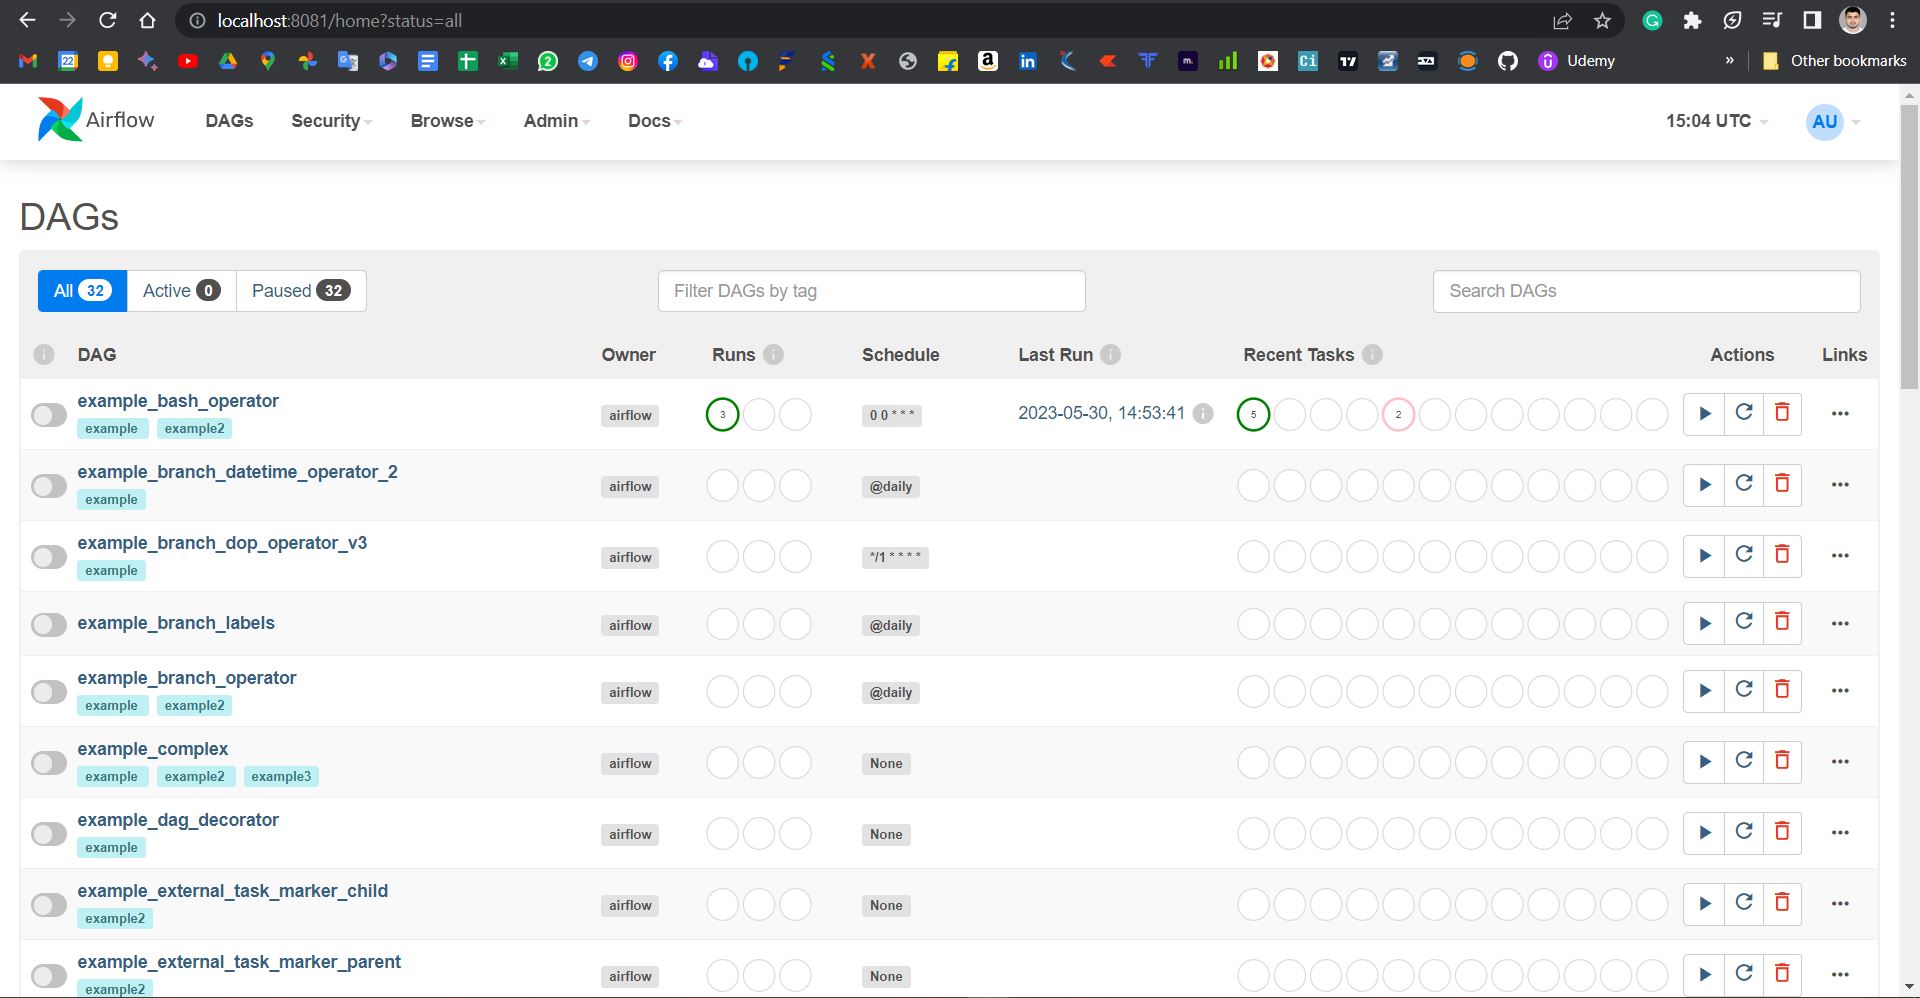 localhost:8081/home?status=all
Udemy
»
Other bookmarks
Airflow DAGs Security Browse Admin Docs 15:04 UTC AU
DAGs
All 32 Active 0 Paused 32 Filter DAGs by tag Search DAGs
DAG Owner Runs Schedule Last Run Recent Tasks Actions Links
example_bash_operator
example example2
airflow 3 0 0 * * * 2023-05-30, 14:53:41 5 2
example_branch_datetime_operator_2
example
airflow @daily
example_branch_dop_operator_v3
example
airflow */1 * * * *
example_branch_labels
airflow @daily
example_branch_operator
example example2
airflow @daily
example_complex
example example2 example3
airflow None
example_dag_decorator
example
airflow None
example_external_task_marker_child
example2
airflow None
example_external_task_marker_parent
example2
airflow None